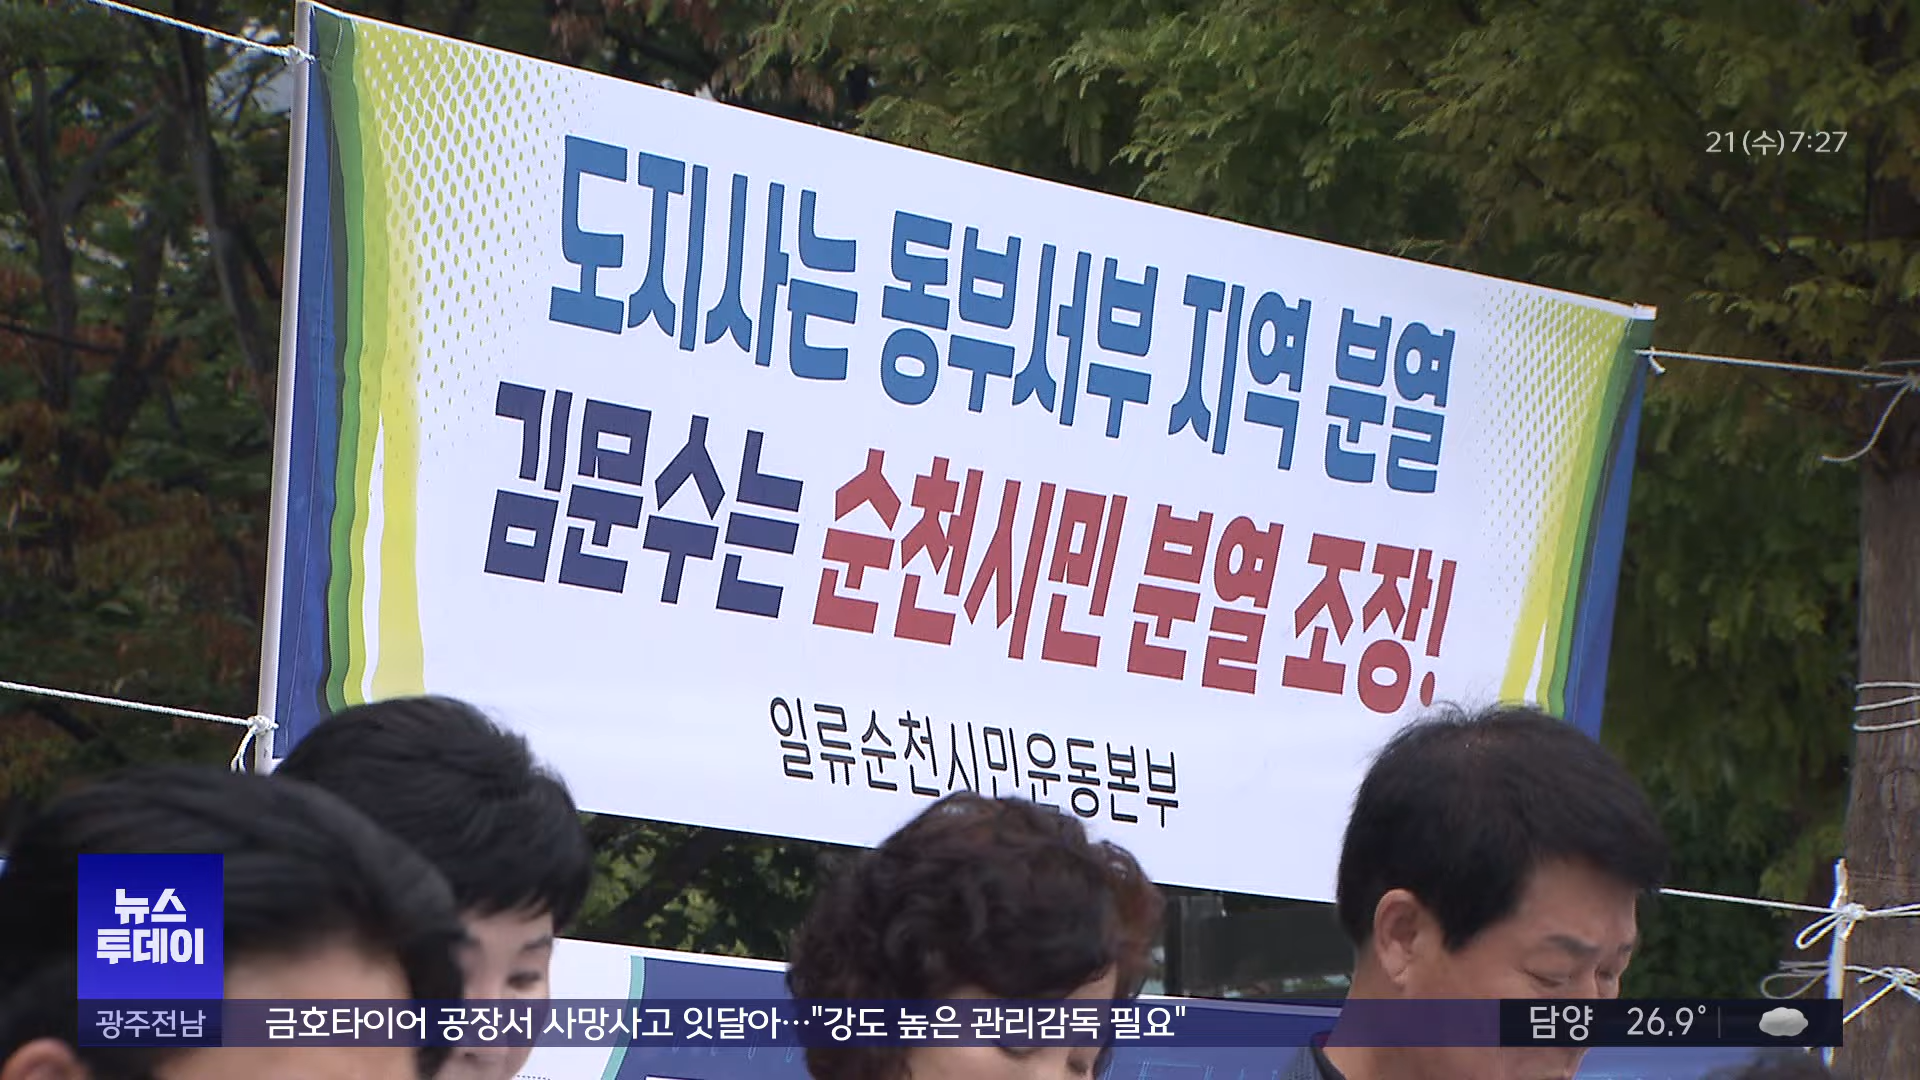 21(수)7:27
도지사는 동부서부 지역 분열
김문수는 순천시민 분열 조장!
일류순천시민운동본부
뉴스
투데이
광주전남 금호타이어 공장서 사망사고 잇달아…"강도 높은 관리감독 필요" 담양 26.9°